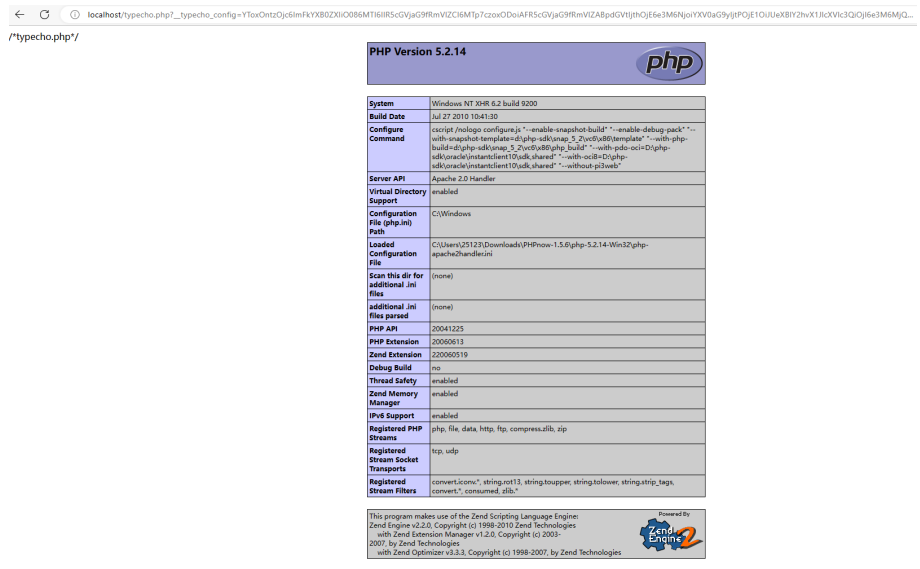 localhost/typecho.php?__typecho_config=
/*typecho.php*/
PHP Version 5.2.14
php
System Windows NT XHR 6.2 build 9200
Build Date Jul 27 2010 10:41:30
Configure cscript /nologo configure.js "--enable-snapshot-build" "--enable-debug-pack" "--
Command with-snapshot-template=d:\php-sdk\snap_5_2\vc6\x86\template" "--with-php-
build=d:\php-sdk\snap_5_2\vc6\x86\php_build" "--with-pdo-oci=D:\php-
sdk\oracle\instantclient10\sdk,shared" "--with-oci8=D:\php-
sdk\oracle\instantclient10\sdk,shared" "--without-pi3web"
Server API Apache 2.0 Handler
Virtual Directory enabled
Support
Configuration C:\Windows
File (php.ini)
Path
Loaded C:\Users\25123\Downloads\PHPnow-1.5.6\php-5.2.14-Win32\php-
Configuration apache2handler.ini
File
Scan this dir for (none)
additional .ini
files
additional .ini (none)
files parsed
PHP API 20041225
PHP Extension 20060613
Zend Extension 220060519
Debug Build no
Thread Safety enabled
Zend Memory enabled
Manager
IPv6 Support enabled
Registered PHP php, file, data, http, ftp, compress.zlib, zip
Streams
Registered tcp, udp
Stream Socket
Transports
Registered convert.iconv.*, string.rot13, string.toupper, string.tolower, string.strip_tags,
Stream Filters convert.*, consumed, zlib.*
This program makes use of the Zend Scripting Language Engine:
Zend Engine v2.2.0, Copyright (c) 1998-2010 Zend Technologies
with Zend Extension Manager v1.2.0, Copyright (c) 2003-
2007, by Zend Technologies
with Zend Optimizer v3.3.3, Copyright (c) 1998-2007, by Zend Technologies
Powered By
Zend
Engine 2